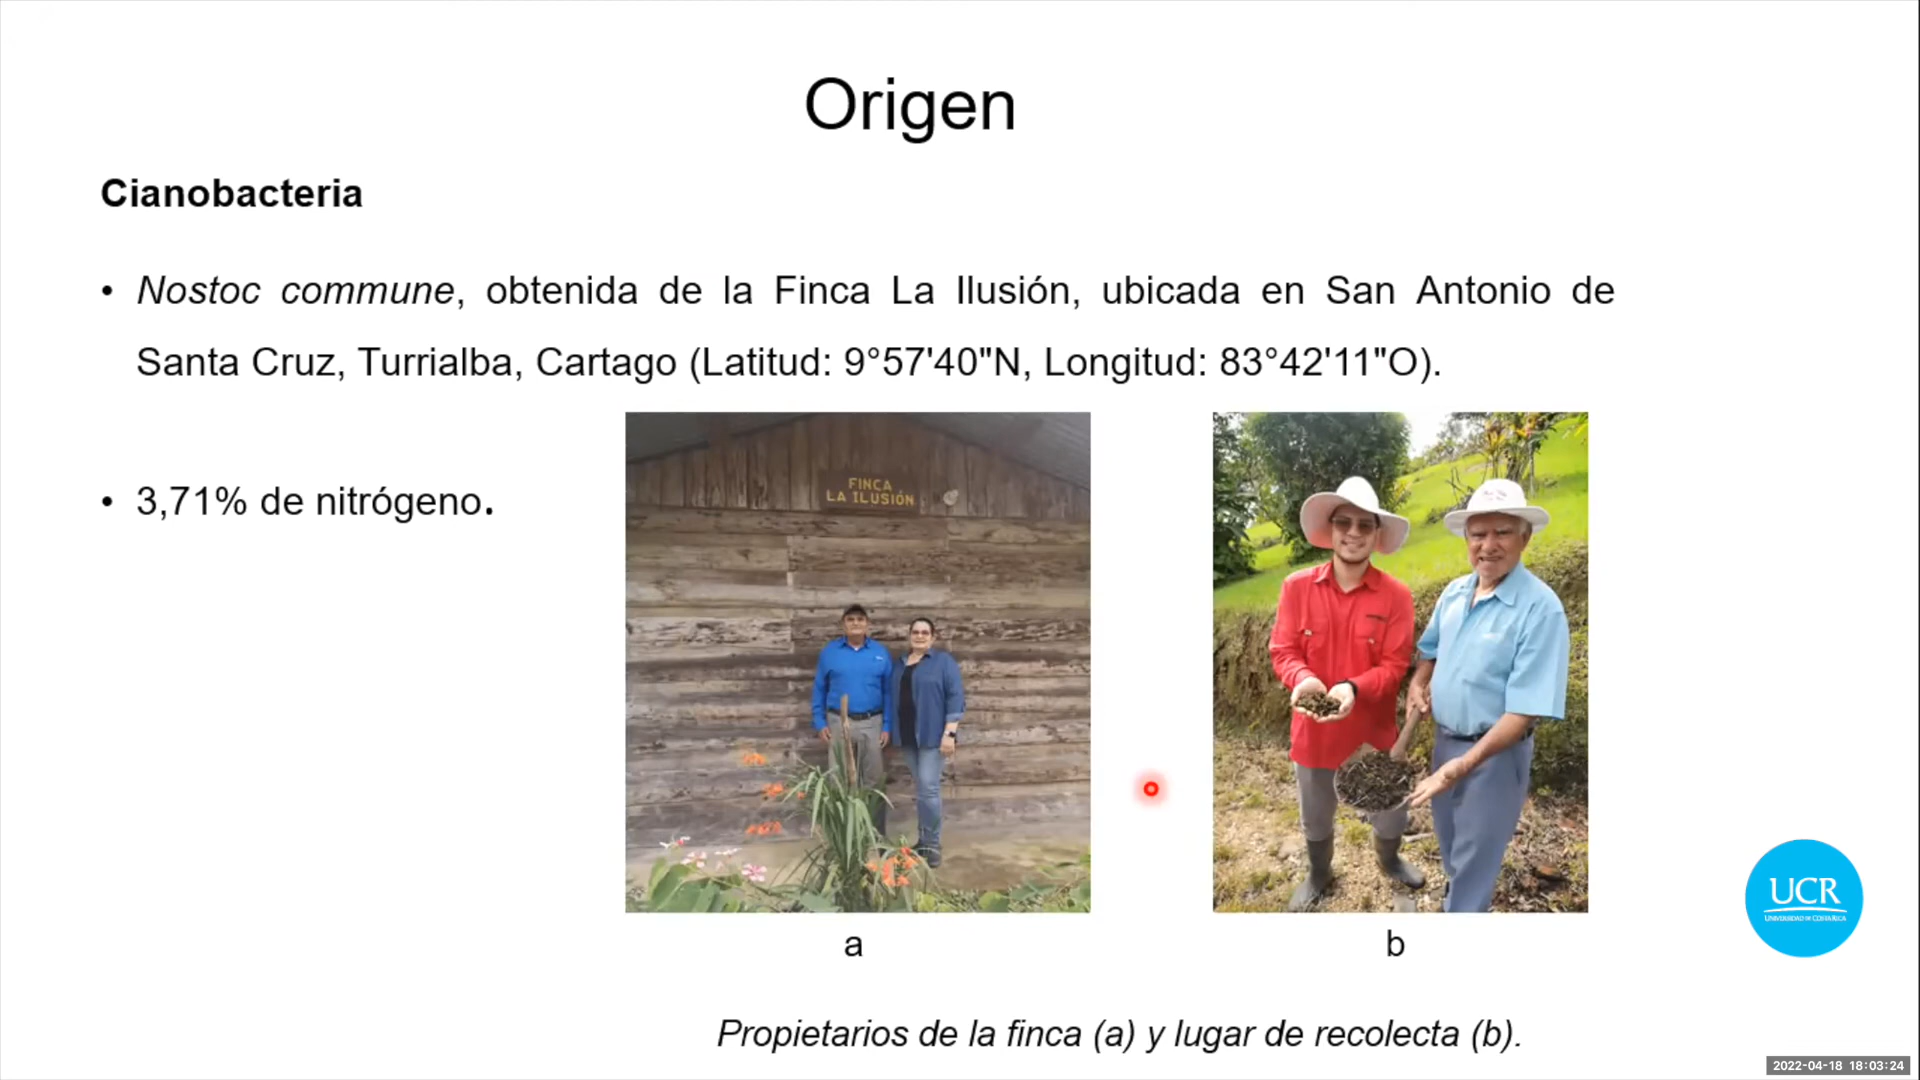 Origen
Cianobacteria
• Nostoc commune, obtenida de la Finca La Ilusión, ubicada en San Antonio de
Santa Cruz, Turrialba, Cartago (Latitud: 9°57'40"N, Longitud: 83°42'11"O).
• 3,71% de nitrógeno.
FINCA
LA ILUSIÓN
a
b
UCR
UNIVERSIDAD DE COSTA RICA
Propietarios de la finca (a) y lugar de recolecta (b).
2022-04-18 18:03:24